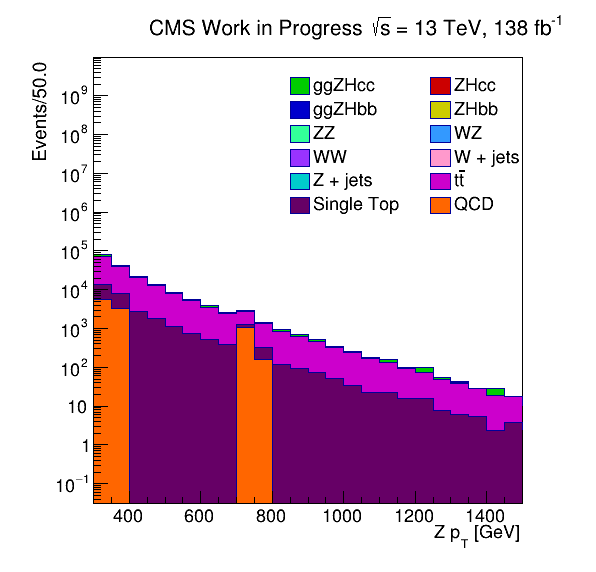 CMS Work in Progress √s = 13 TeV, 138 fb⁻¹
Events/50.0
ggZHcc ZHcc
ggZHbb ZHbb
ZZ WZ
WW W + jets
Z + jets tt̄
Single Top QCD
10⁹
10⁸
10⁷
10⁶
10⁵
10⁴
10³
10²
10
1
10⁻¹
400 600 800 1000 1200 1400
Z p_T [GeV]